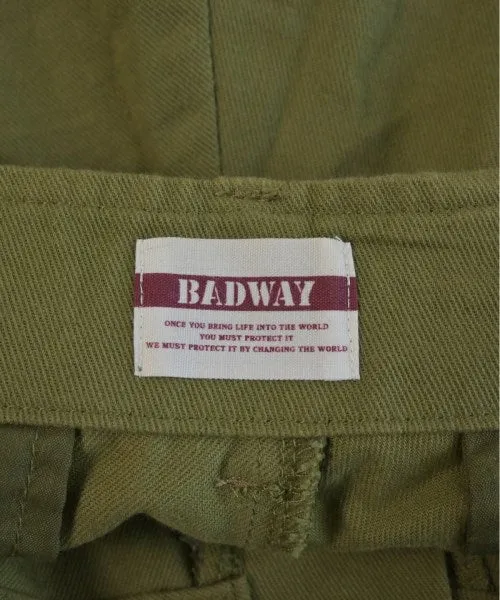 BADWAY
ONCE YOU BRING LIFE INTO THE WORLD
YOU MUST PROTECT IT
WE MUST PROTECT IT BY CHANGING THE WORLD